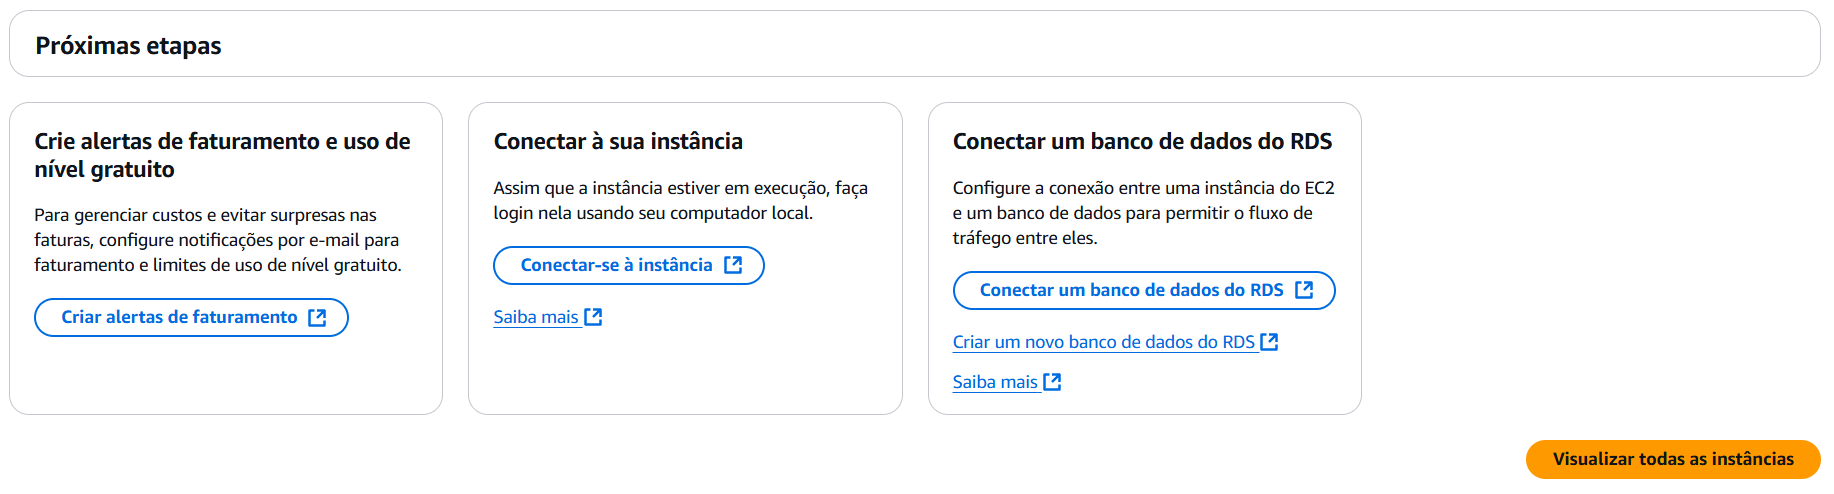 Próximas etapas
Crie alertas de faturamento e uso de
nível gratuito
Para gerenciar custos e evitar surpresas nas
faturas, configure notificações por e-mail para
faturamento e limites de uso de nível gratuito.
Criar alertas de faturamento
Conectar à sua instância
Assim que a instância estiver em execução, faça
login nela usando seu computador local.
Conectar-se à instância
Saiba mais
Conectar um banco de dados do RDS
Configure a conexão entre uma instância do EC2
e um banco de dados para permitir o fluxo de
tráfego entre eles.
Conectar um banco de dados do RDS
Criar um novo banco de dados do RDS
Saiba mais
Visualizar todas as instâncias